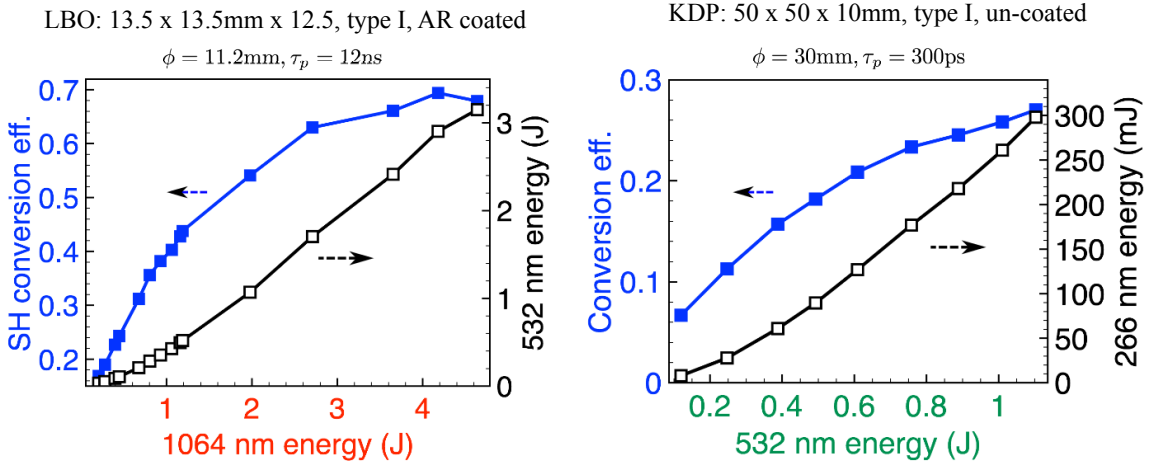 LBO: 13.5 x 13.5mm x 12.5, type I, AR coated
ϕ = 11.2mm, τp = 12ns
0.7
0.6
0.5
0.4
0.3
0.2
SH conversion eff.
3
2
1
0
532 nm energy (J)
1 2 3 4
1064 nm energy (J)
KDP: 50 x 50 x 10mm, type I, un-coated
ϕ = 30mm, τp = 300ps
0.3
0.2
0.1
0
Conversion eff.
300
250
200
150
100
50
0
266 nm energy (mJ)
0.2 0.4 0.6 0.8 1
532 nm energy (J)